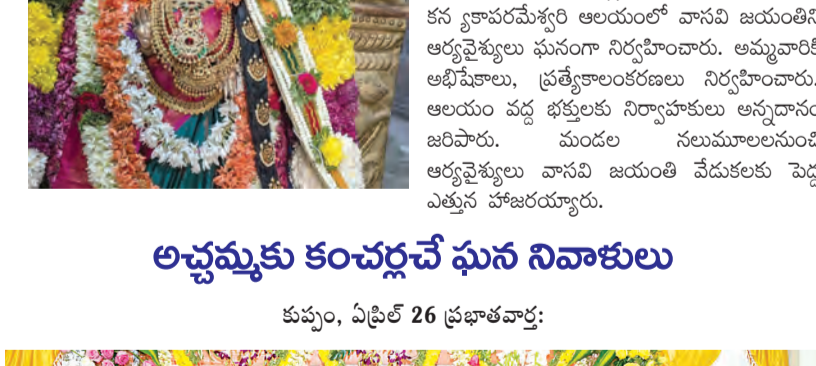 కన్యకాపరమేశ్వరి ఆలయంలో వాసవి జయంతిని
ఆర్యవైశ్యులు ఘనంగా నిర్వహించారు. అమ్మవారికి
అభిషేకాలు, ప్రత్యేకాలంకరణలు నిర్వహించారు.
ఆలయం వద్ద భక్తులకు నిర్వాహకులు అన్నదానం
జరిపారు. మండల నలుమూలలనుంచి
ఆర్యవైశ్యులు వాసవి జయంతి వేడుకలకు పెద్ద
ఎత్తున హాజరయ్యారు.
అచ్చమ్మకు కంచర్లచే ఘన నివాళులు
కుప్పం, ఏప్రిల్ 26 ప్రభాతవార్త: